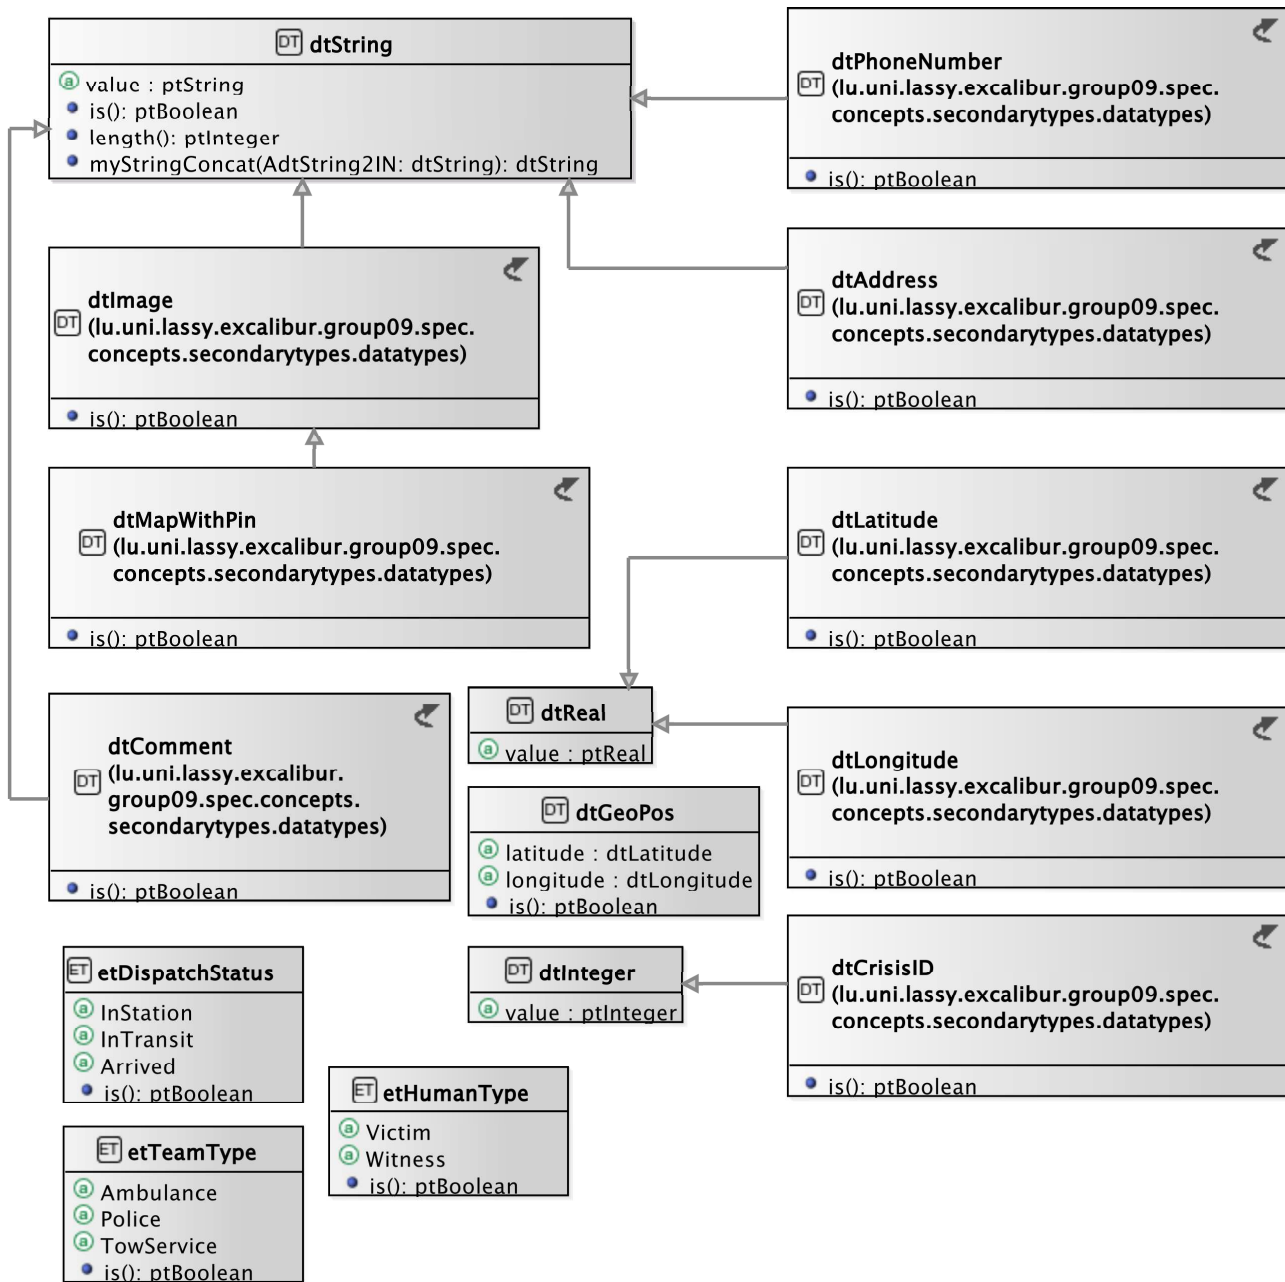 DT dtString
a value : ptString
is(): ptBoolean
length(): ptInteger
myStringConcat(AdtString2IN: dtString): dtString
dtPhoneNumber
DT (lu.uni.lassy.excalibur.group09.spec.
concepts.secondarytypes.datatypes)
is(): ptBoolean
dtImage
DT (lu.uni.lassy.excalibur.group09.spec.
concepts.secondarytypes.datatypes)
is(): ptBoolean
dtAddress
DT (lu.uni.lassy.excalibur.group09.spec.
concepts.secondarytypes.datatypes)
is(): ptBoolean
dtMapWithPin
DT (lu.uni.lassy.excalibur.group09.spec.
concepts.secondarytypes.datatypes)
is(): ptBoolean
dtLatitude
DT (lu.uni.lassy.excalibur.group09.spec.
concepts.secondarytypes.datatypes)
is(): ptBoolean
dtComment
DT (lu.uni.lassy.excalibur.
group09.spec.concepts.
secondarytypes.datatypes)
is(): ptBoolean
DT dtReal
a value : ptReal
dtLongitude
DT (lu.uni.lassy.excalibur.group09.spec.
concepts.secondarytypes.datatypes)
is(): ptBoolean
DT dtGeoPos
a latitude : dtLatitude
a longitude : dtLongitude
is(): ptBoolean
ET etDispatchStatus
a InStation
a InTransit
a Arrived
is(): ptBoolean
DT dtInteger
a value : ptInteger
dtCrisisID
DT (lu.uni.lassy.excalibur.group09.spec.
concepts.secondarytypes.datatypes)
is(): ptBoolean
ET etHumanType
a Victim
a Witness
is(): ptBoolean
ET etTeamType
a Ambulance
a Police
a TowService
is(): ptBoolean